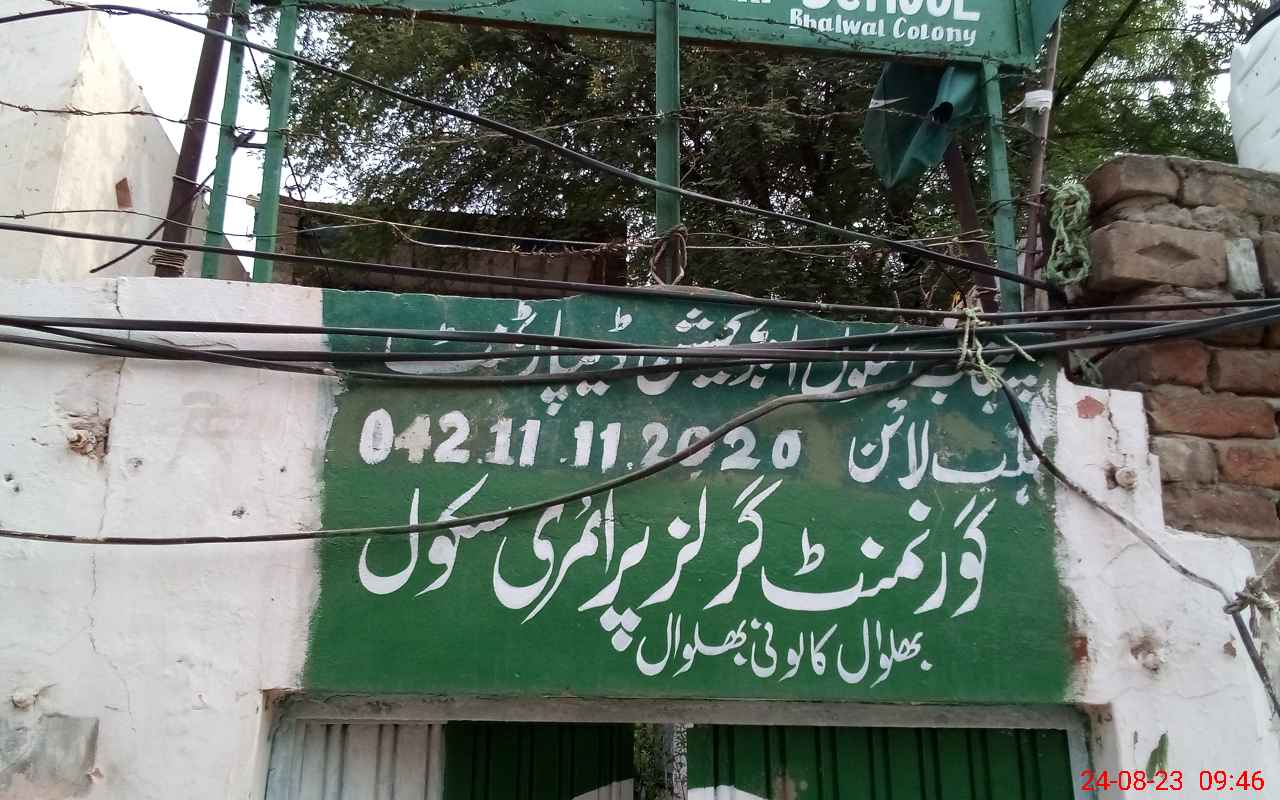 SCHOOL
Bhalwal Colony
پنجاب سکول ایجوکیشن ڈیپارٹمنٹ
ہیلپ لائن 042.11.11.2020
گورنمنٹ گرلز پرائمری سکول
بھلوال کالونی بھلوال
24-08-23 09:46